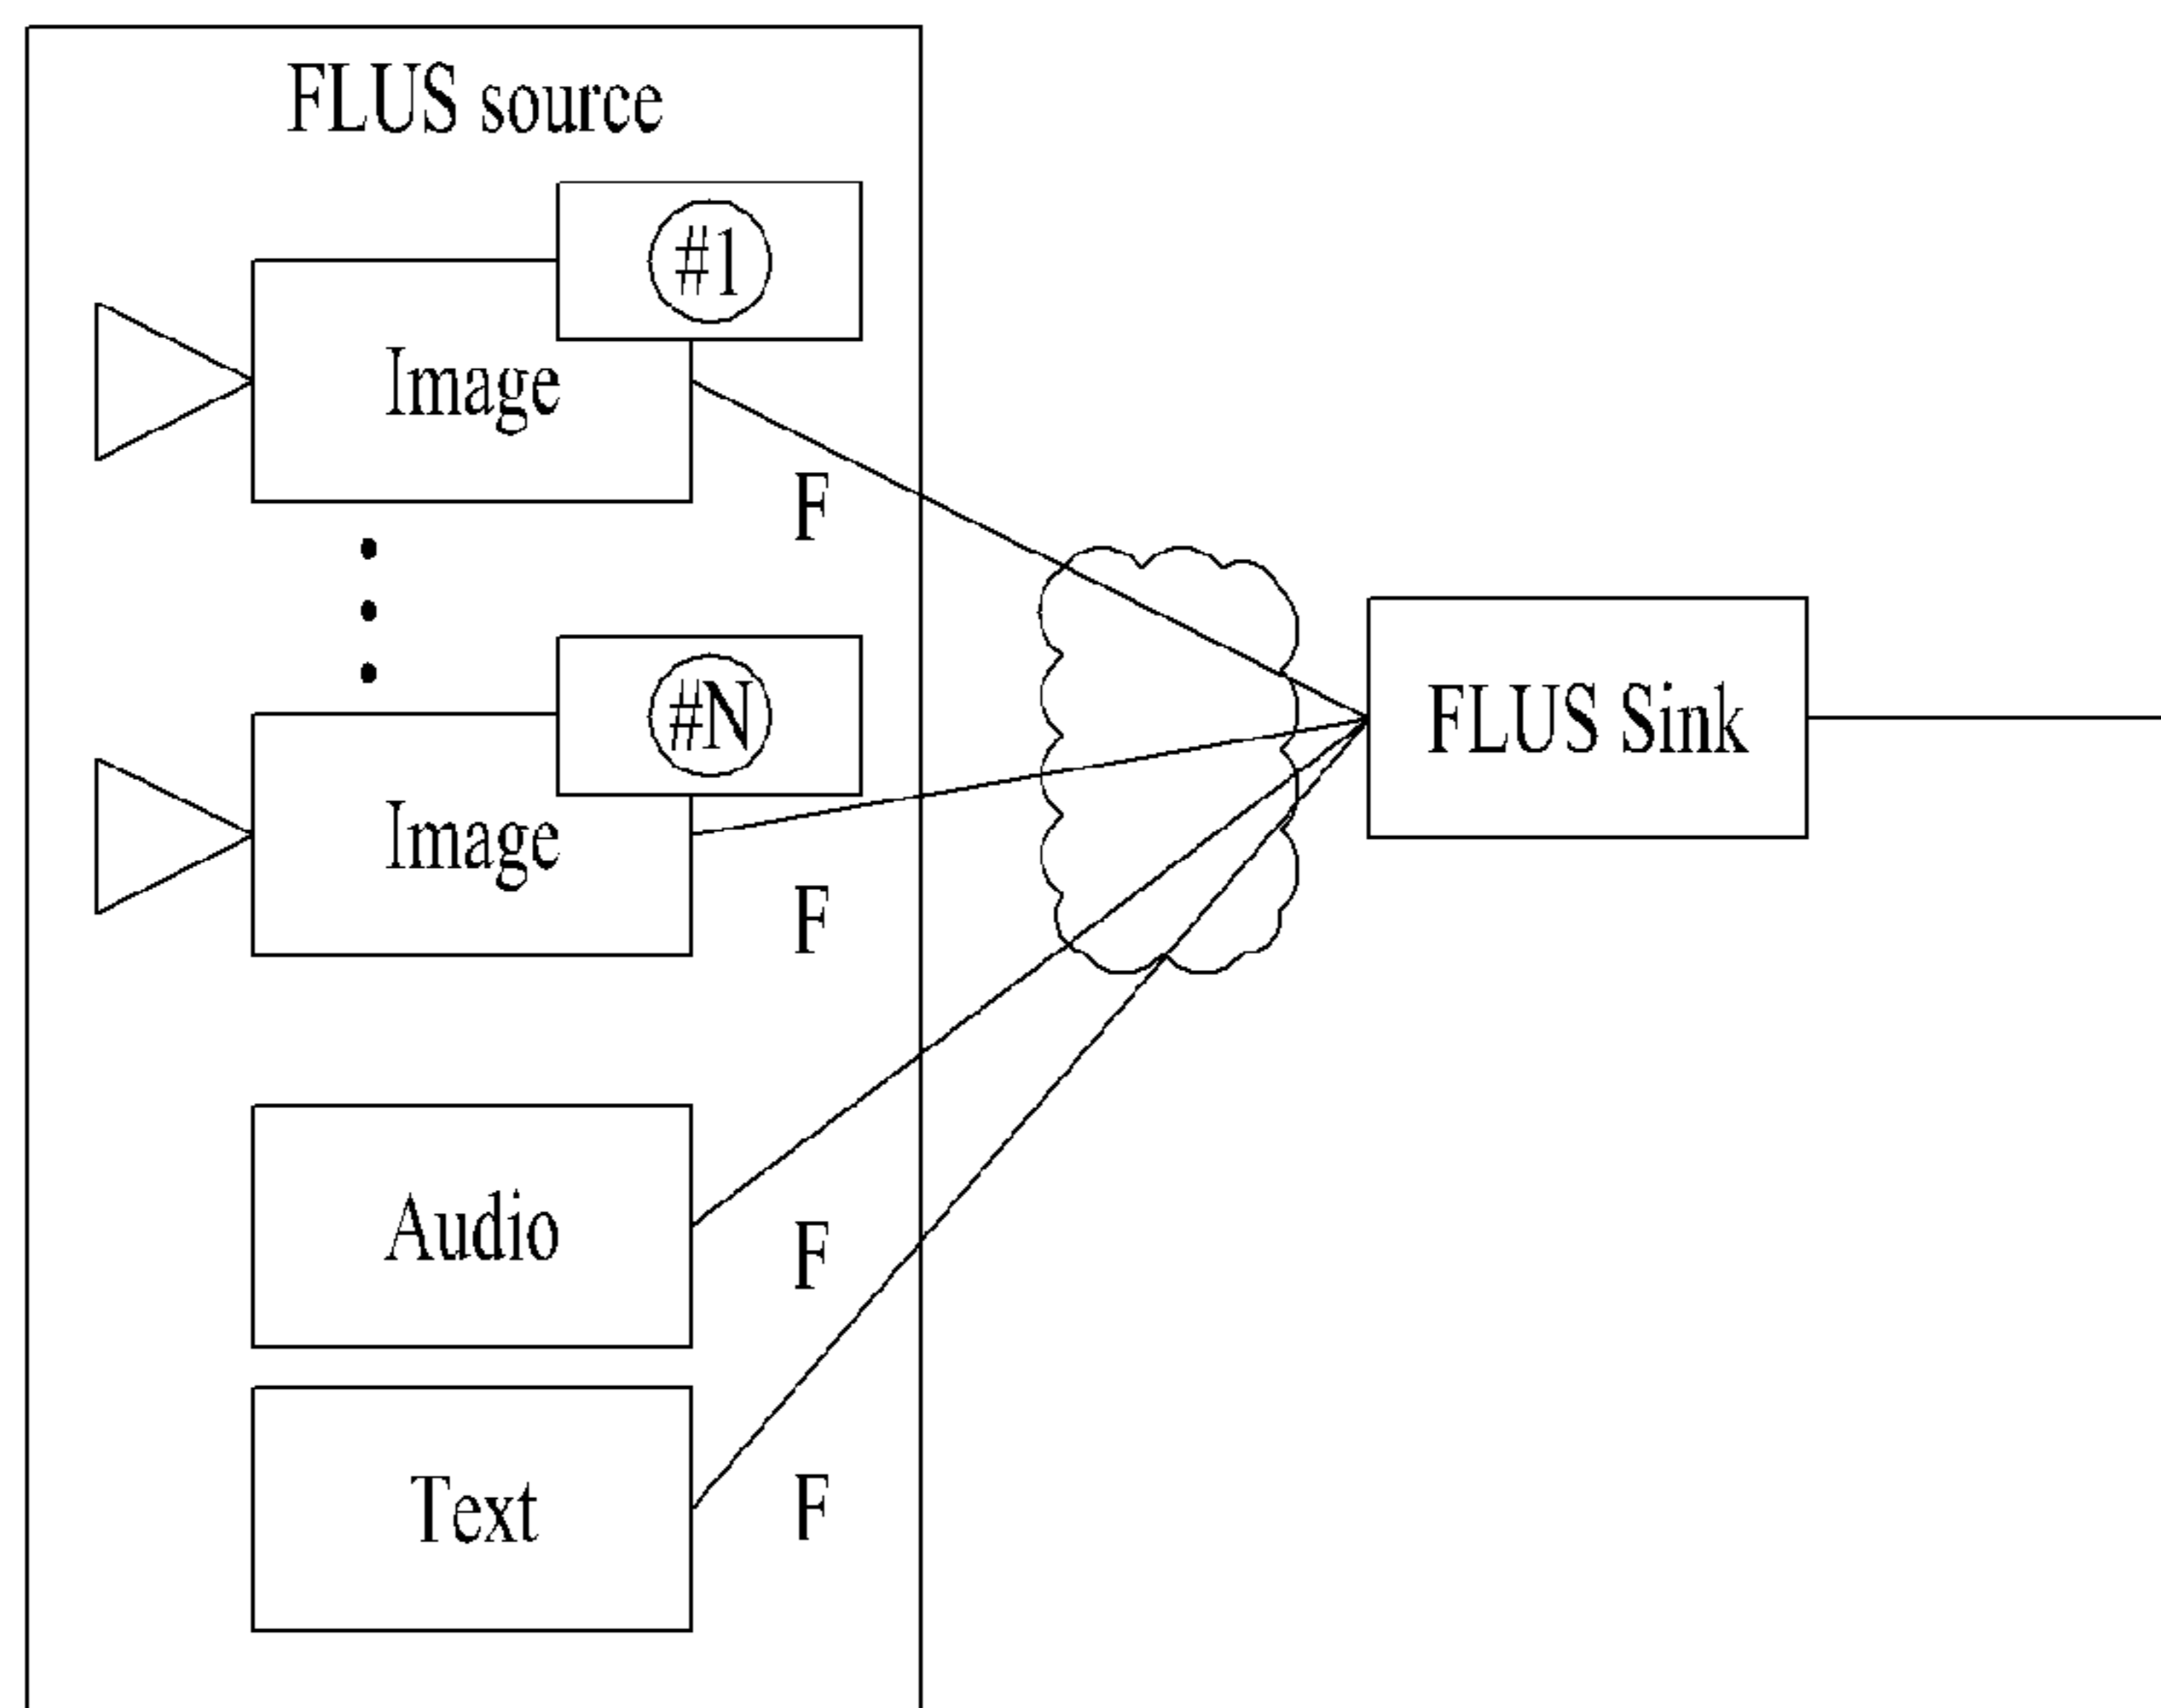 FLUS source
#1
Image
F
#N
Image
FLUS Sink
F
Audio
F
Text
F